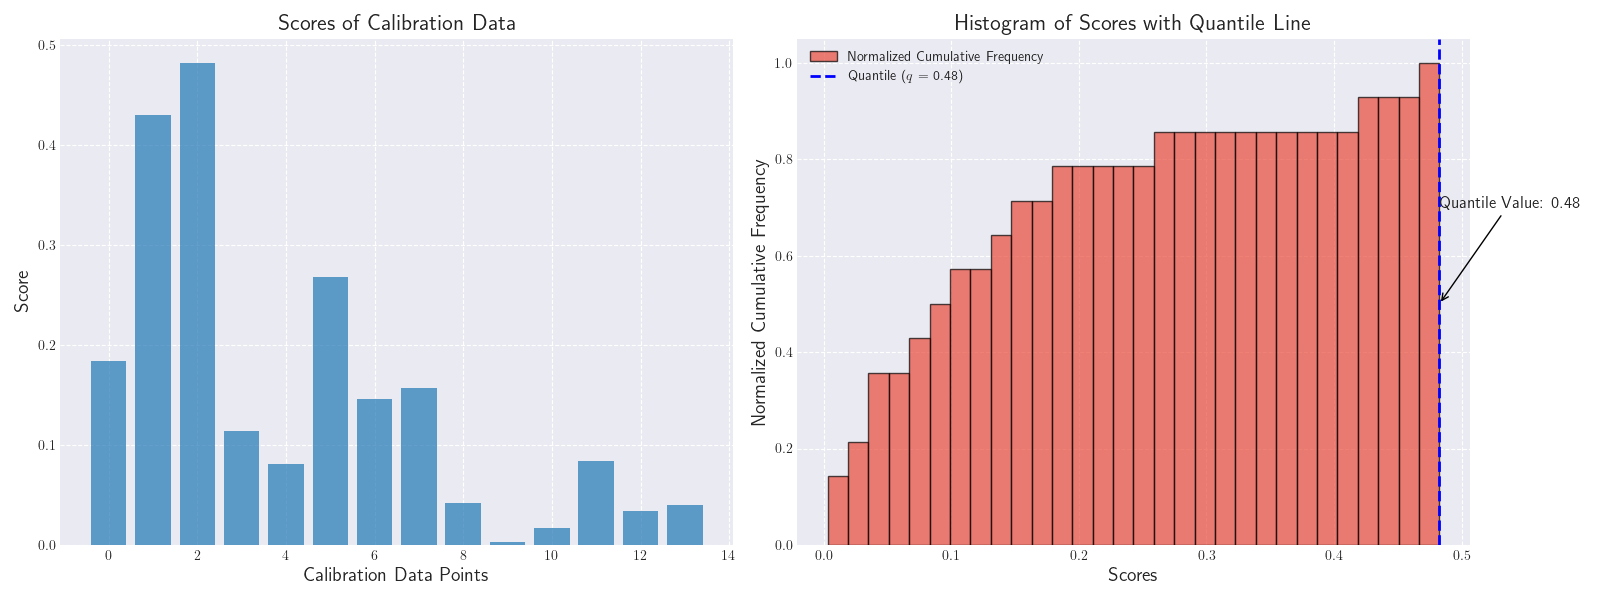 Scores of Calibration Data
0.5
0.4
0.3
0.2
0.1
0.0
Score
0 2 4 6 8 10 12 14
Calibration Data Points
Histogram of Scores with Quantile Line
Normalized Cumulative Frequency
Quantile (q = 0.48)
1.0
0.8
0.6
0.4
0.2
0.0
Normalized Cumulative Frequency
Quantile Value: 0.48
0.0 0.1 0.2 0.3 0.4 0.5
Scores